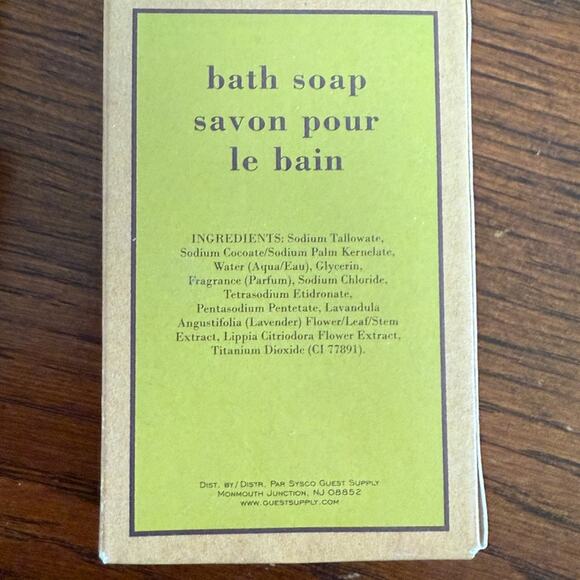 bath soap
savon pour
le bain
INGREDIENTS: Sodium Tallowate,
Sodium Cocoate/Sodium Palm Kernelate,
Water (Aqua/Eau), Glycerin,
Fragrance (Parfum), Sodium Chloride,
Tetrasodium Etidronate,
Pentasodium Pentetate, Lavandula
Angustifolia (Lavender) Flower/Leaf/Stem
Extract, Lippia Citriodora Flower Extract,
Titanium Dioxide (CI 77891).
Dist. by/Distr. Par Sysco Guest Supply
Monmouth Junction, NJ 08852
www.guestsupply.com